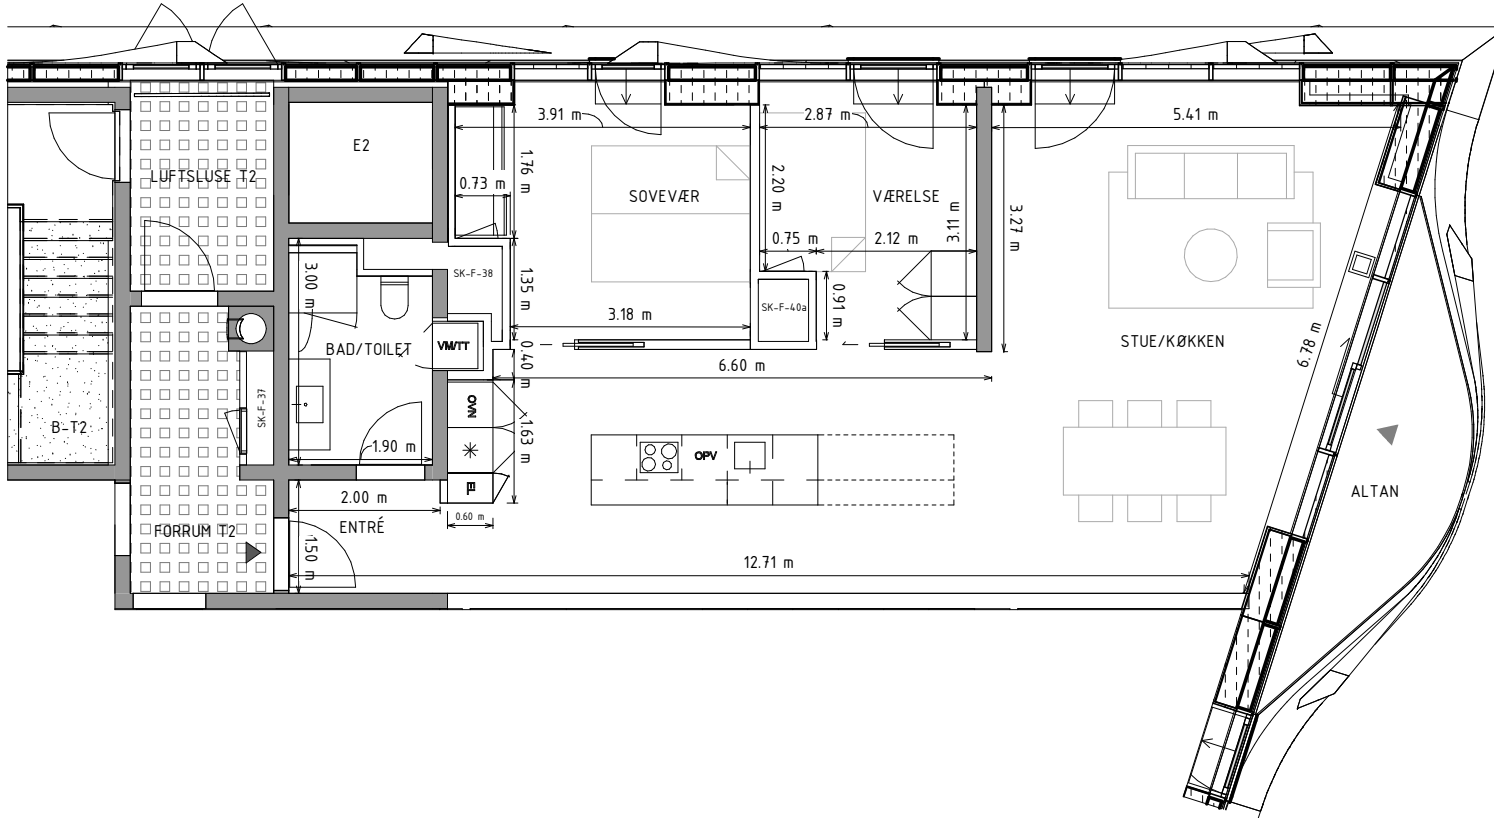 3.91 m
2.87 m
5.41 m
E2
LUFTSLUSE T2
1.76 m
0.73 m
SOVEVÆR
2.20 m
VÆRELSE
3.11 m
3.27 m
0.75 m
2.12 m
3.00 m
SK-F-38
1.35 m
0.91 m
SK-F-40a
3.18 m
BAD/TOILET
VM/TT
0.40 m
STUE/KØKKEN
6.78 m
6.60 m
SK-F-37
OVN
1.63 m
B-T2
1.90 m
OPV
EL
2.00 m
0.60 m
ALTAN
FORRUM T2
ENTRÉ
1.50 m
12.71 m